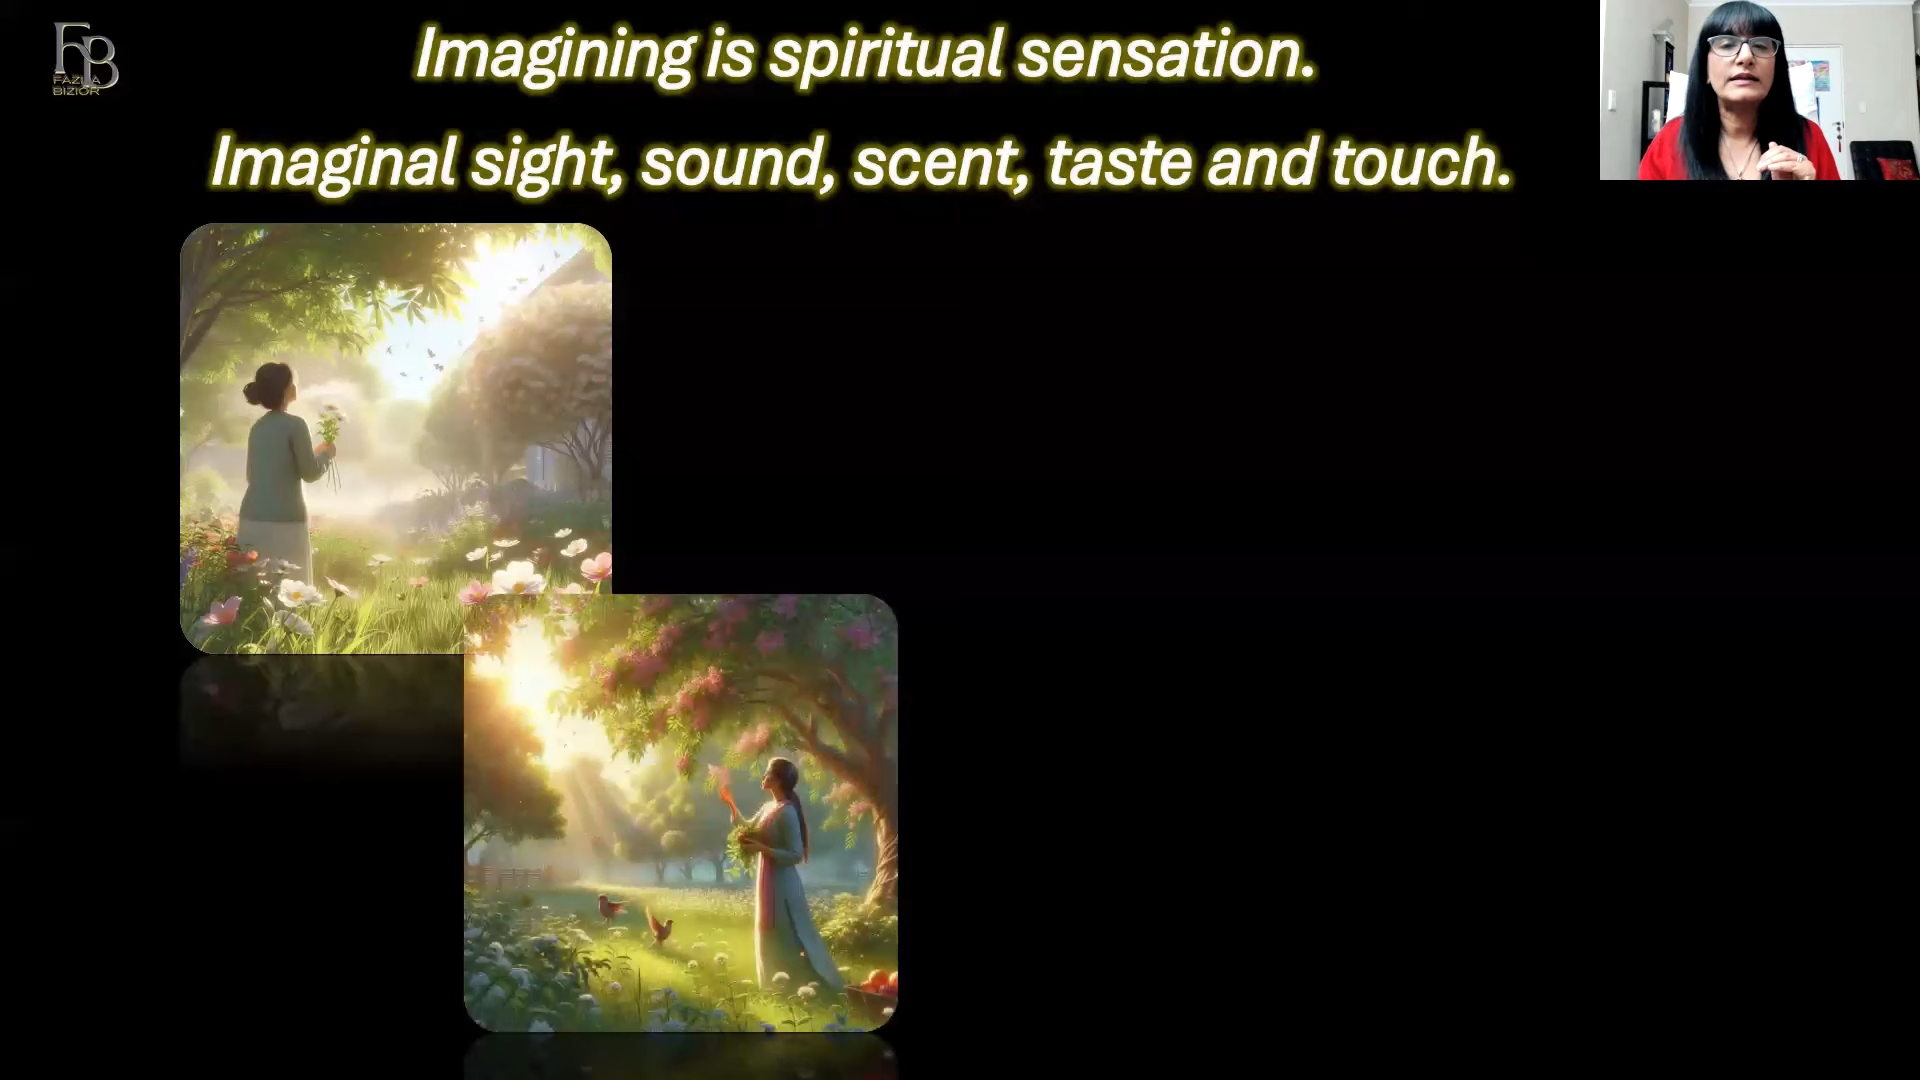 FB
FAZILA
BIZIOR
Imagining is spiritual sensation.
Imaginal sight, sound, scent, taste and touch.